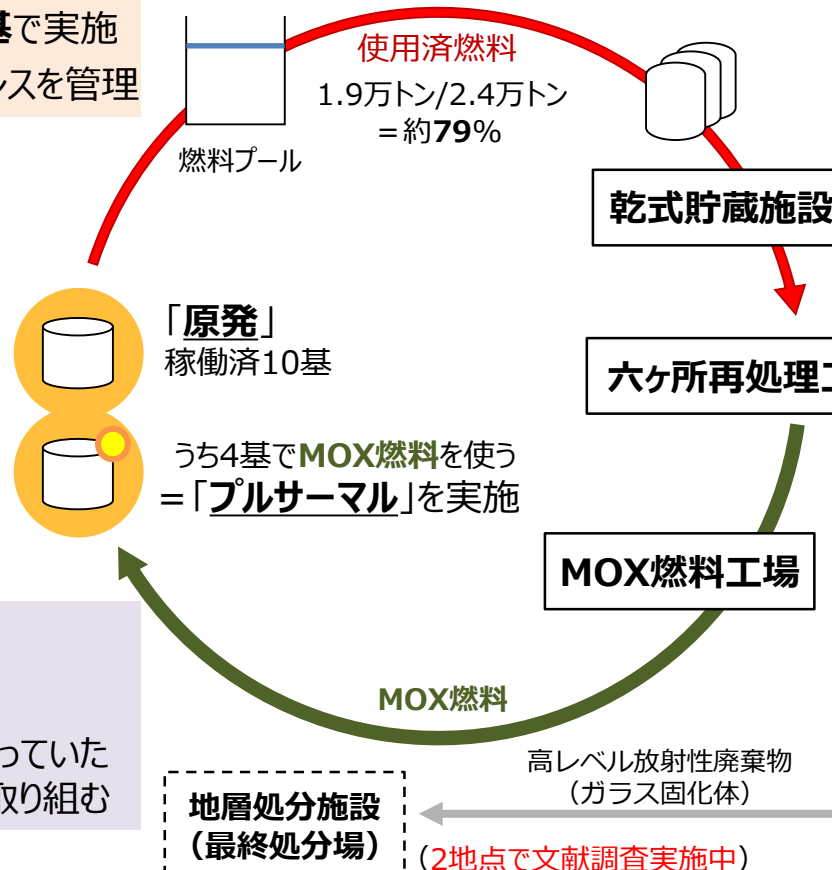 基で実施
スを管理
使用済燃料
1.9万トン/2.4万トン
＝約79%
燃料プール
乾式貯蔵施設
「原発」
稼働済10基
六ヶ所再処理工
うち4基でMOX燃料を使う
＝「プルサーマル」を実施
MOX燃料工場
MOX燃料
っていた
取り組む
高レベル放射性廃棄物
（ガラス固化体）
地層処分施設
（最終処分場）
（2地点で文献調査実施中）